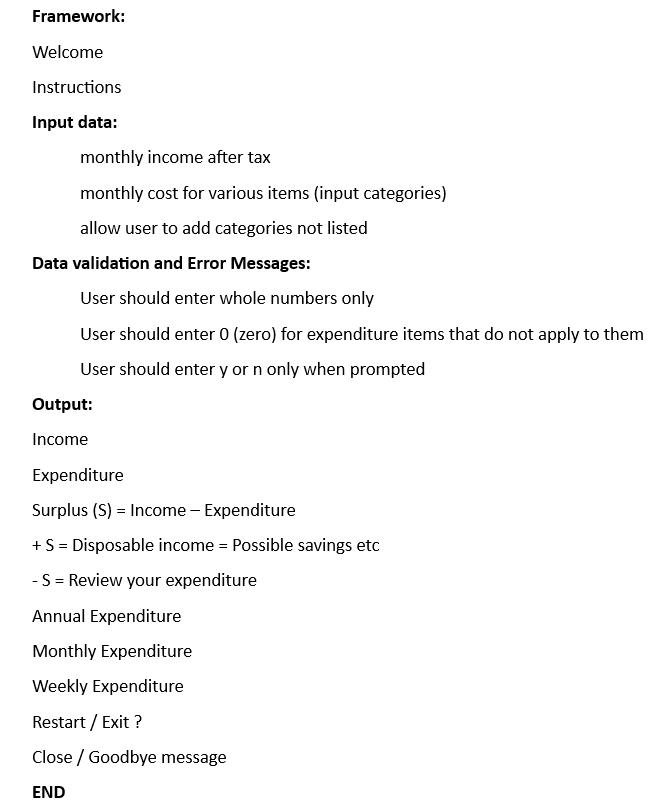 Framework:
Welcome
Instructions
Input data:
monthly income after tax
monthly cost for various items (input categories)
allow user to add categories not listed
Data validation and Error Messages:
User should enter whole numbers only
User should enter 0 (zero) for expenditure items that do not apply to them
User should enter y or n only when prompted
Output:
Income
Expenditure
Surplus (S) = Income – Expenditure
+ S = Disposable income = Possible savings etc
- S = Review your expenditure
Annual Expenditure
Monthly Expenditure
Weekly Expenditure
Restart / Exit ?
Close / Goodbye message
END